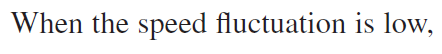 When the speed fluctuation is low,